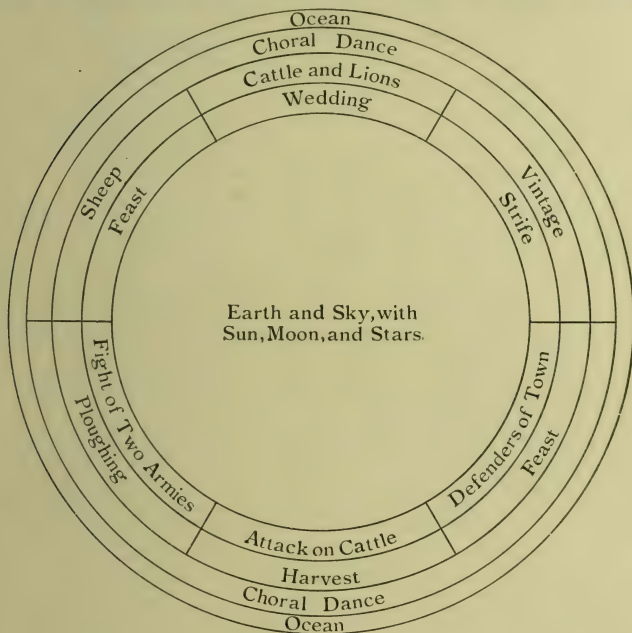 Ocean
Choral Dance
Cattle and Lions
Wedding
Sheep
Feast
Vintage
Strife
Earth and Sky, with
Sun, Moon, and Stars.
Fight of Two Armies
Ploughing
Defenders of Town
Feast
Attack on Cattle
Harvest
Choral Dance
Ocean